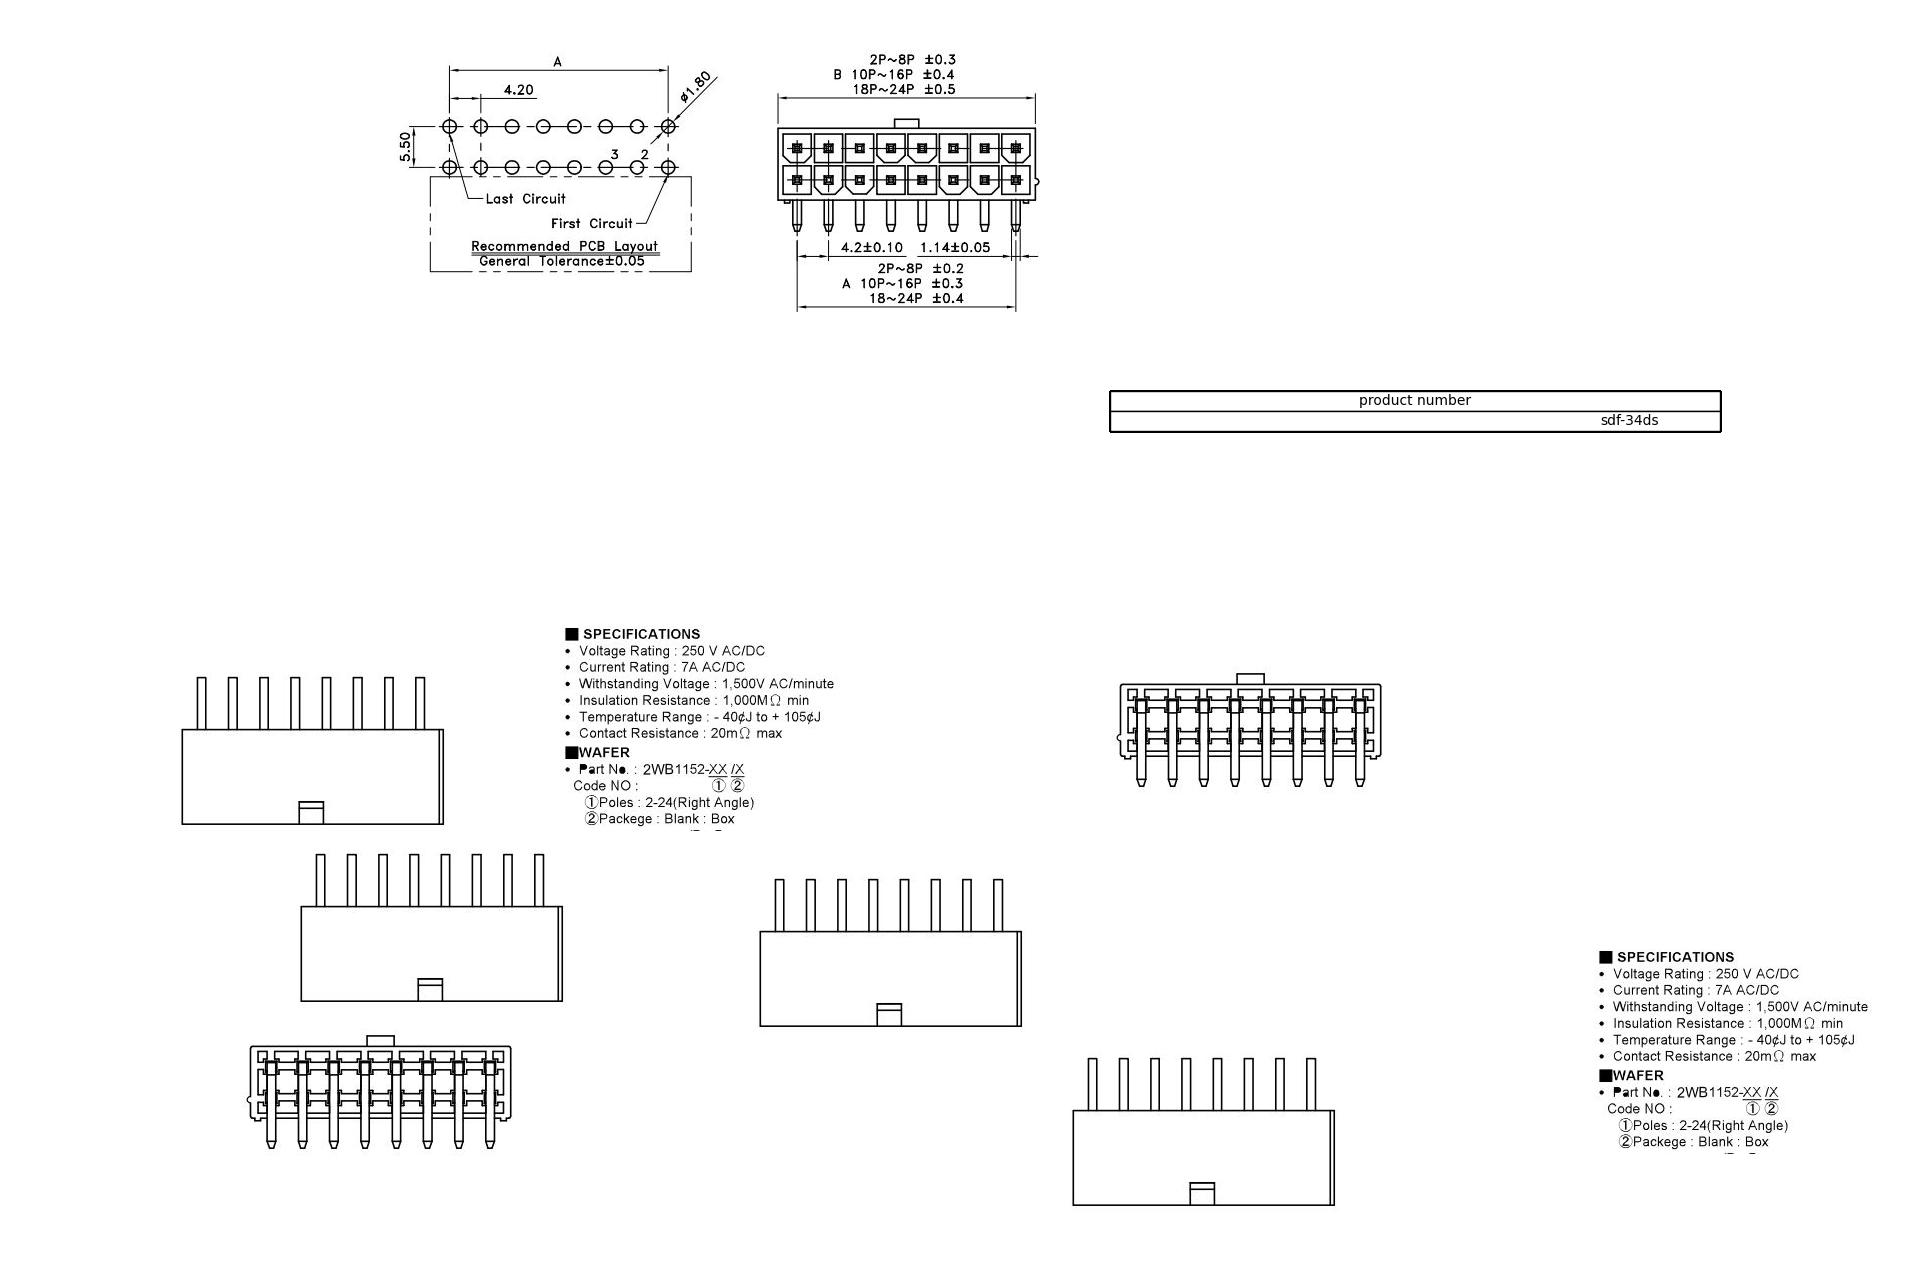 A
4.20
ø1.80
5.50
3 2
Last Circuit
First Circuit
Recommended PCB Layout
General Tolerance±0.05
2P~8P ±0.3
B 10P~16P ±0.4
18P~24P ±0.5
4.2±0.10 1.14±0.05
2P~8P ±0.2
A 10P~16P ±0.3
18~24P ±0.4
product number
sdf-34ds
■ SPECIFICATIONS
• Voltage Rating : 250 V AC/DC
• Current Rating : 7A AC/DC
• Withstanding Voltage : 1,500V AC/minute
• Insulation Resistance : 1,000MΩ min
• Temperature Range : - 40¢J to + 105¢J
• Contact Resistance : 20mΩ max
■WAFER
• Part No. : 2WB1152-XX /X
Code NO : ① ②
①Poles : 2-24(Right Angle)
②Packege : Blank : Box
■ SPECIFICATIONS
• Voltage Rating : 250 V AC/DC
• Current Rating : 7A AC/DC
• Withstanding Voltage : 1,500V AC/minute
• Insulation Resistance : 1,000MΩ min
• Temperature Range : - 40¢J to + 105¢J
• Contact Resistance : 20mΩ max
■WAFER
• Part No. : 2WB1152-XX /X
Code NO : ① ②
①Poles : 2-24(Right Angle)
②Packege : Blank : Box